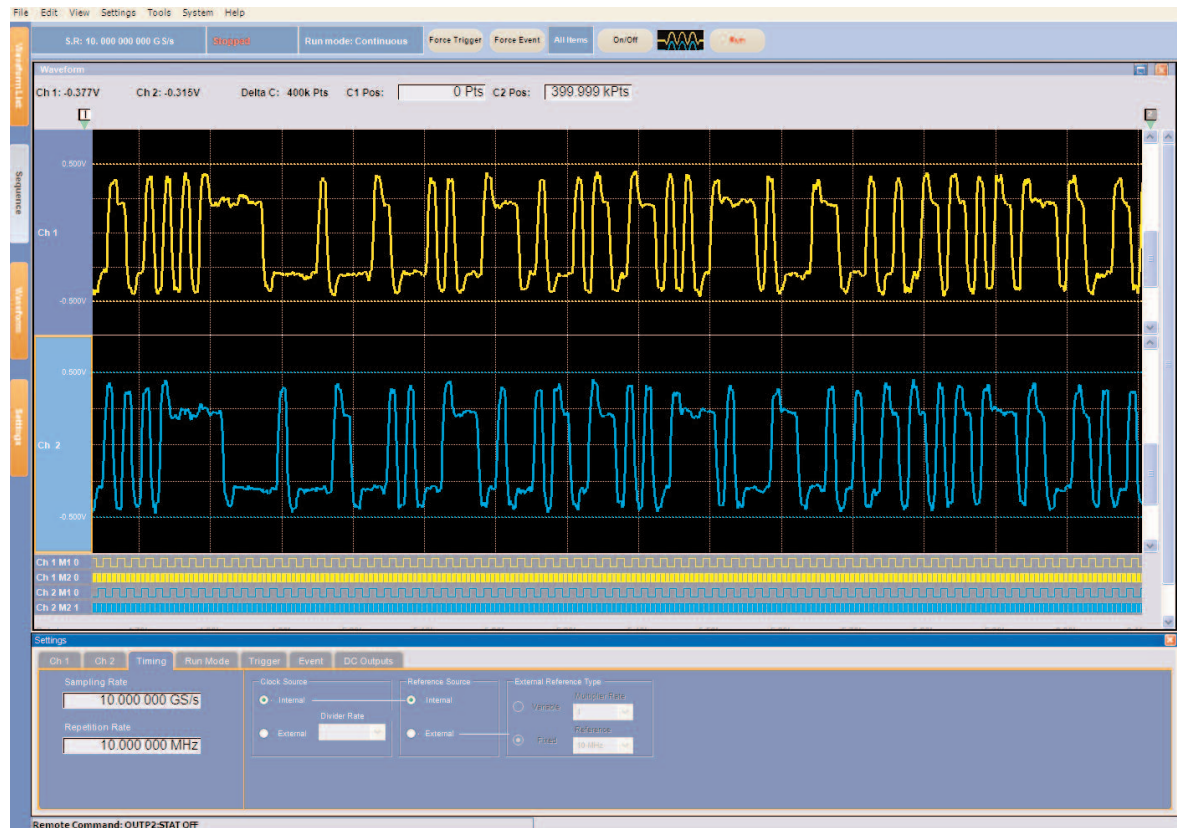 File Edit View Settings Tools System Help
S.R: 10. 000 000 000 GS/s Stopped Run mode: Continuous Force Trigger Force Event All Items On/Off Run
Waveform List
Sequence
Waveforms
Settings
Waveform
Ch 1: -0.377V Ch 2: -0.315V Delta C: 400k Pts C1 Pos: 0 Pts C2 Pos: 399.999 kPts
1 2
0.500V
Ch 1
-0.500V
0.500V
Ch 2
-0.500V
Ch 1 M1 0
Ch 1 M2 0
Ch 2 M1 0
Ch 2 M2 1
Settings
Ch 1 Ch 2 Timing Run Mode Trigger Event DC Outputs
Sampling Rate
10.000 000 GS/s
Repetition Rate
10.000 000 MHz
Clock Source
Internal
Divider Rate
External
Reference Source
Internal
External
External Reference Type
Multiplier Rate
Variable
Reference
Fixed 10 MHz
Remote Command: OUTP2:STAT OFF